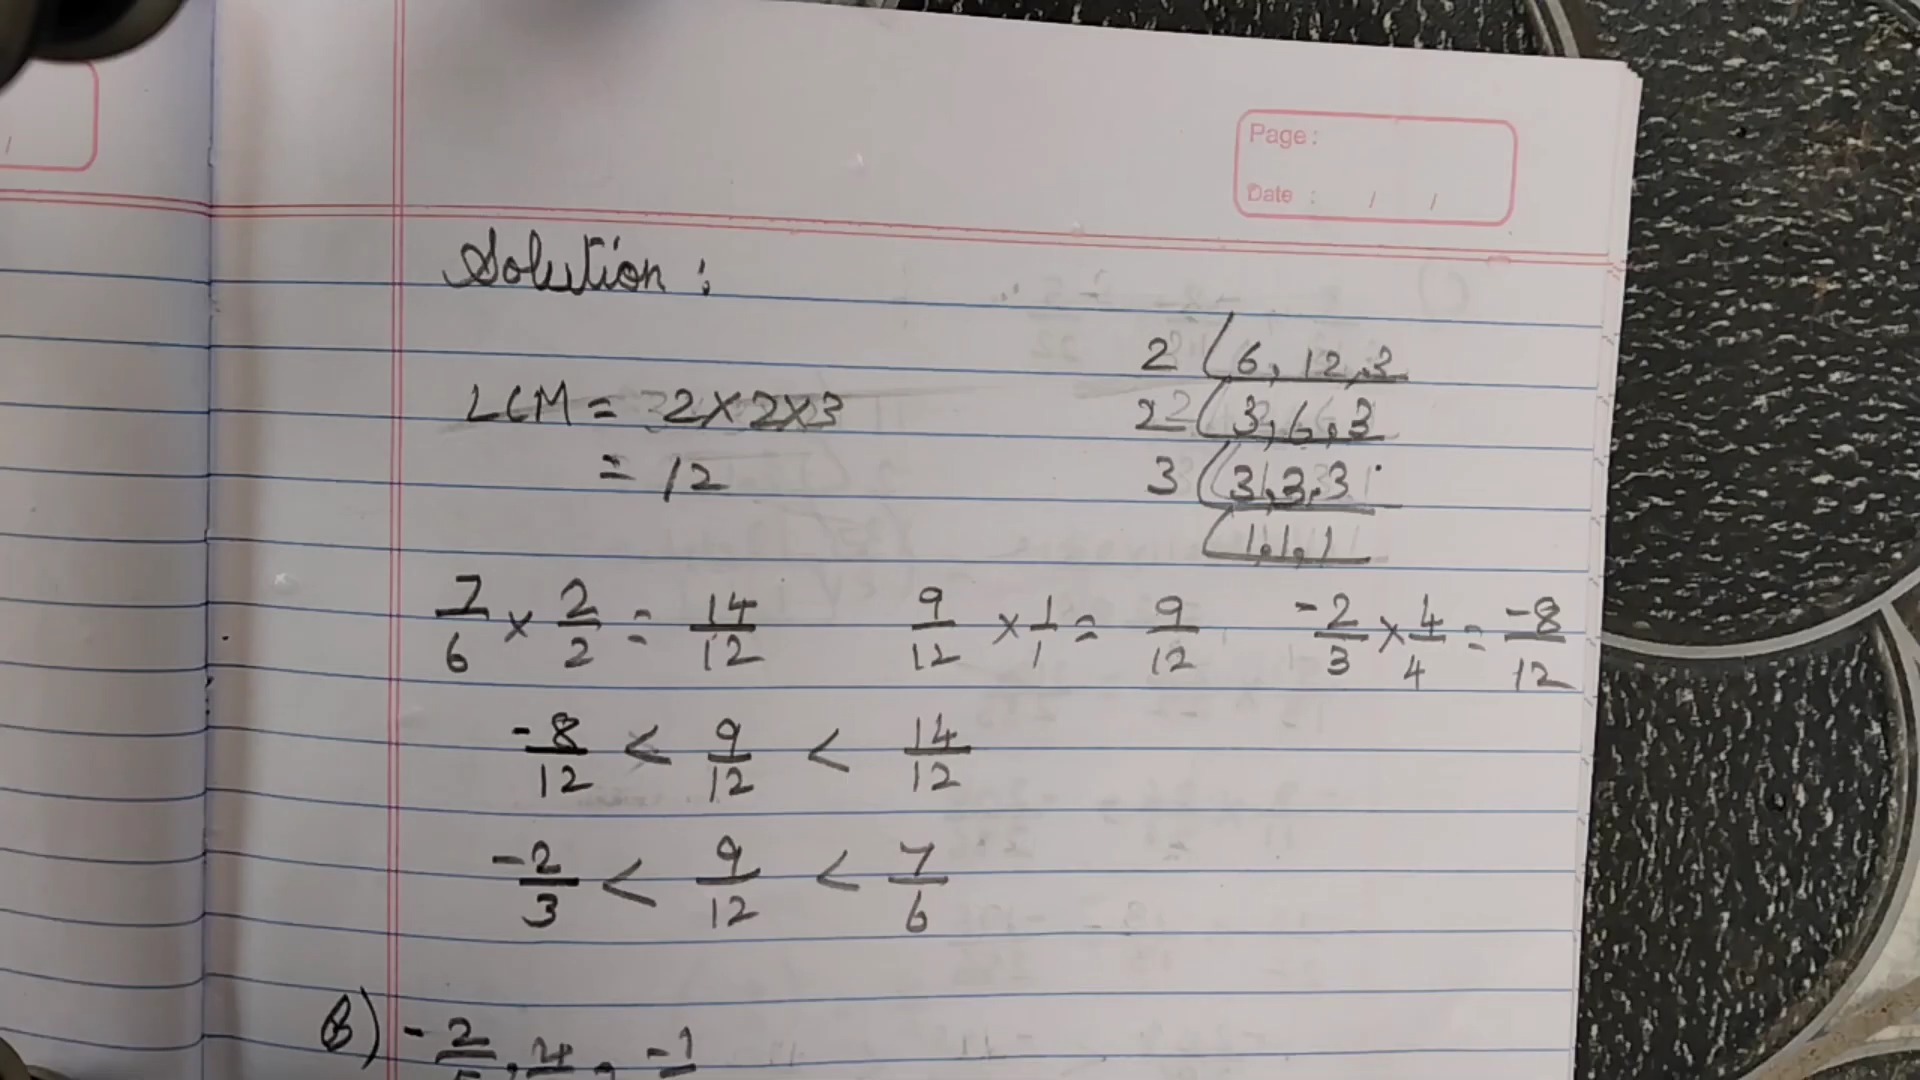 Page :
Date : / /
Solution :
2 ( 6, 12, 3
LCM = 2×2×3
2 ( 3, 6, 3
= 12
3 ( 3, 3, 3
( 1, 1, 1
7/6 × 2/2 = 14/12 9/12 × 1/1 = 9/12 -2/3 × 4/4 = -8/12
-8/12 < 9/12 < 14/12
-2/3 < 9/12 < 7/6
B) -2
-1